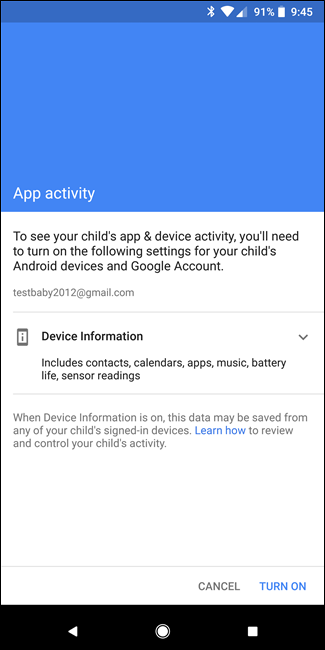 91% 9:45
App activity
To see your child's app & device activity, you'll need
to turn on the following settings for your child's
Android devices and Google Account.
testbaby2012@gmail.com
Device Information
Includes contacts, calendars, apps, music, battery
life, sensor readings
When Device Information is on, this data may be saved from
any of your child's signed-in devices. Learn how to review
and control your child's activity.
CANCEL TURN ON